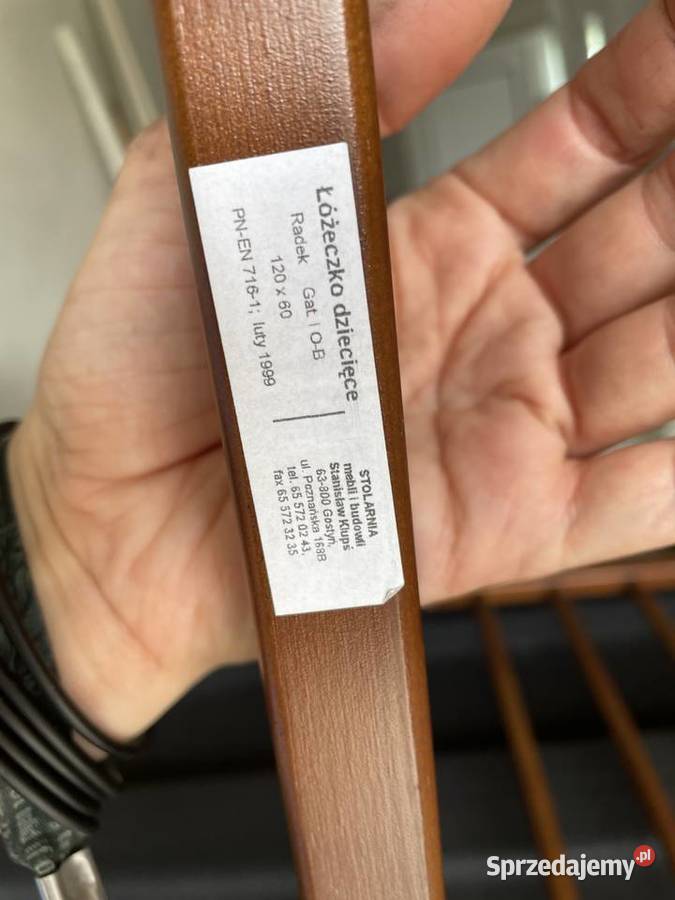 Łóżeczko dziecięce
Radek Gat. I O-B
120 x 60
PN-EN 716-1; luty 1999
STOLARNIA
mebli i budowli
Stanisław Klupś
63-800 Gostyń,
ul. Poznańska 168B
tel. 65 572 02 43,
fax 65 572 32 35
Sprzedajemy.pl